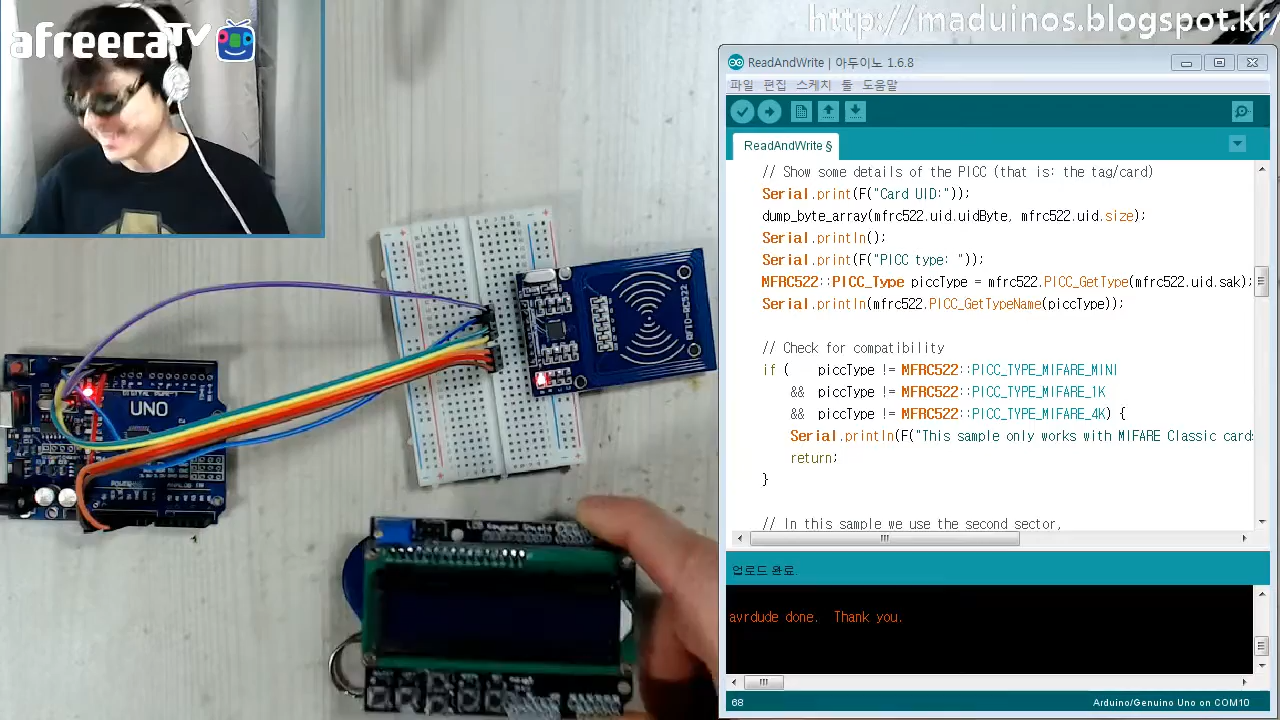 afreecaTV
http://maduinos.blogspot.kr/
ReadAndWrite | 아두이노 1.6.8
파일 편집 스케치 툴 도움말
ReadAndWrite §
// Show some details of the PICC (that is: the tag/card)
Serial.print(F("Card UID:"));
dump_byte_array(mfrc522.uid.uidByte, mfrc522.uid.size);
Serial.println();
Serial.print(F("PICC type: "));
MFRC522::PICC_Type piccType = mfrc522.PICC_GetType(mfrc522.uid.sak);
Serial.println(mfrc522.PICC_GetTypeName(piccType));
// Check for compatibility
if (    piccType != MFRC522::PICC_TYPE_MIFARE_MINI
&&  piccType != MFRC522::PICC_TYPE_MIFARE_1K
&&  piccType != MFRC522::PICC_TYPE_MIFARE_4K) {
Serial.println(F("This sample only works with MIFARE Classic card
return;
}
// In this sample we use the second sector,
업로드 완료.
avrdude done.  Thank you.
68
Arduino/Genuino Uno on COM10
UNO
RFID-RC522